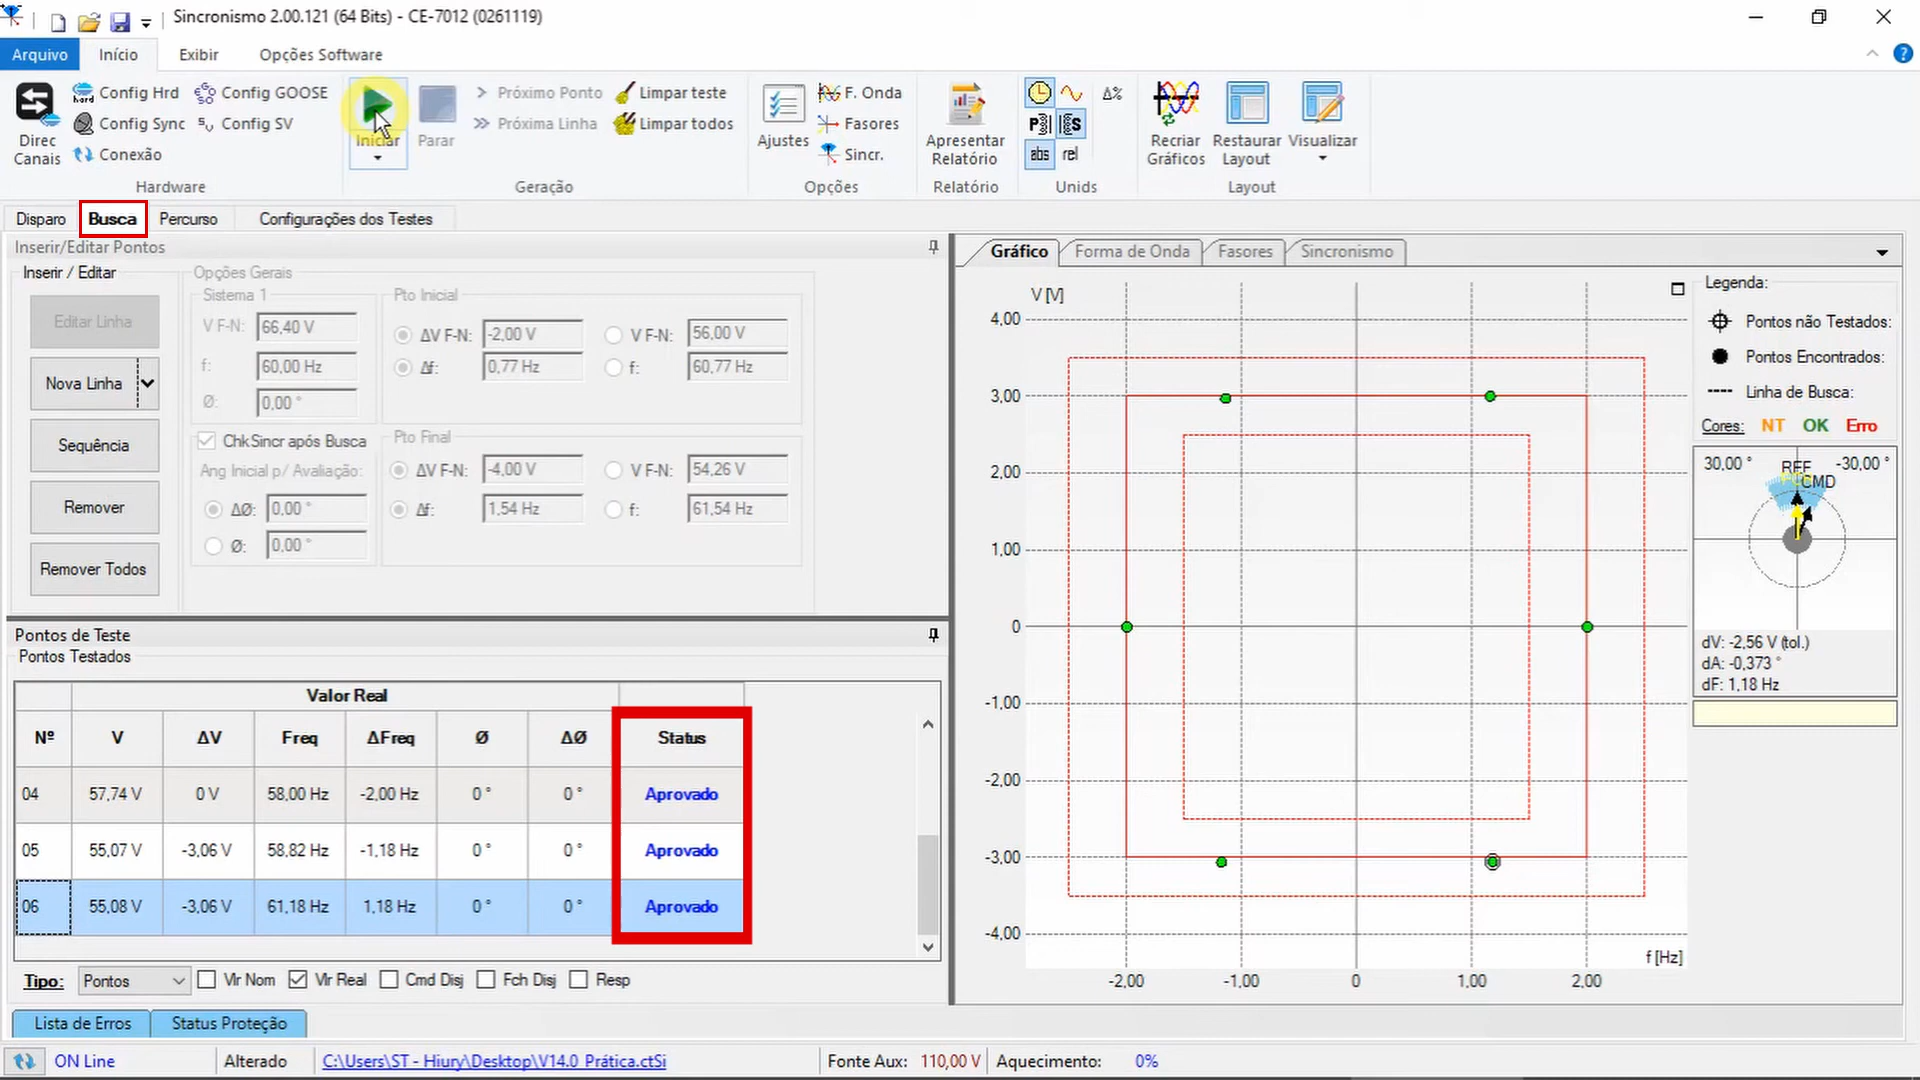 Sincronismo 2.00.121 (64 Bits) - CE-7012 (0261119)
Arquivo Início Exibir Opções Software
Direc Canais
Config Hrd
Config Sync
Conexão
Config GOOSE
Config SV
Hardware
Iniciar
Parar
Próximo Ponto
Próxima Linha
Limpar teste
Limpar todos
Geração
Ajustes
F. Onda
Fasores
Sincr.
Opções
Apresentar Relatório
Relatório
Δ%
abs rel
Unids
Recriar Gráficos
Restaurar Layout
Visualizar
Layout
Disparo Busca Percurso Configurações dos Testes
Inserir/Editar Pontos
Inserir / Editar
Editar Linha
Nova Linha
Sequência
Remover
Remover Todos
Opções Gerais
Sistema 1
V F-N: 66,40 V
f: 60,00 Hz
Ø: 0,00 °
Chk Sincr após Busca
Ang Inicial p/ Avaliação:
ΔØ: 0,00 °
Ø: 0,00 °
Pto Inicial
ΔV F-N: -2,00 V V F-N: 56,00 V
Δf: 0,77 Hz f: 60,77 Hz
Pto Final
ΔV F-N: -4,00 V V F-N: 54,26 V
Δf: 1,54 Hz f: 61,54 Hz
Pontos de Teste
Pontos Testados
Valor Real
Nº V ΔV Freq ΔFreq Ø ΔØ Status
04 57,74 V 0 V 58,00 Hz -2,00 Hz 0 ° 0 ° Aprovado
05 55,07 V -3,06 V 58,82 Hz -1,18 Hz 0 ° 0 ° Aprovado
06 55,08 V -3,06 V 61,18 Hz 1,18 Hz 0 ° 0 ° Aprovado
Tipo: Pontos Vlr Nom Vlr Real Cmd Disj Fch Disj Resp
Lista de Erros Status Proteção
Gráfico Forma de Onda Fasores Sincronismo
V [V]
4,00
3,00
2,00
1,00
0
-1,00
-2,00
-3,00
-4,00
f [Hz]
-2,00 -1,00 0 1,00 2,00
Legenda:
Pontos não Testados:
Pontos Encontrados:
Linha de Busca:
Cores: NT OK Erro
30,00 ° REF -30,00 °
CMD
dV: -2,56 V (tol.)
dA: -0,373 °
dF: 1,18 Hz
ON Line Alterado C:\Users\ST - Hiury\Desktop\V14.0 Prática.ctSi Fonte Aux: 110,00 V Aquecimento: 0%